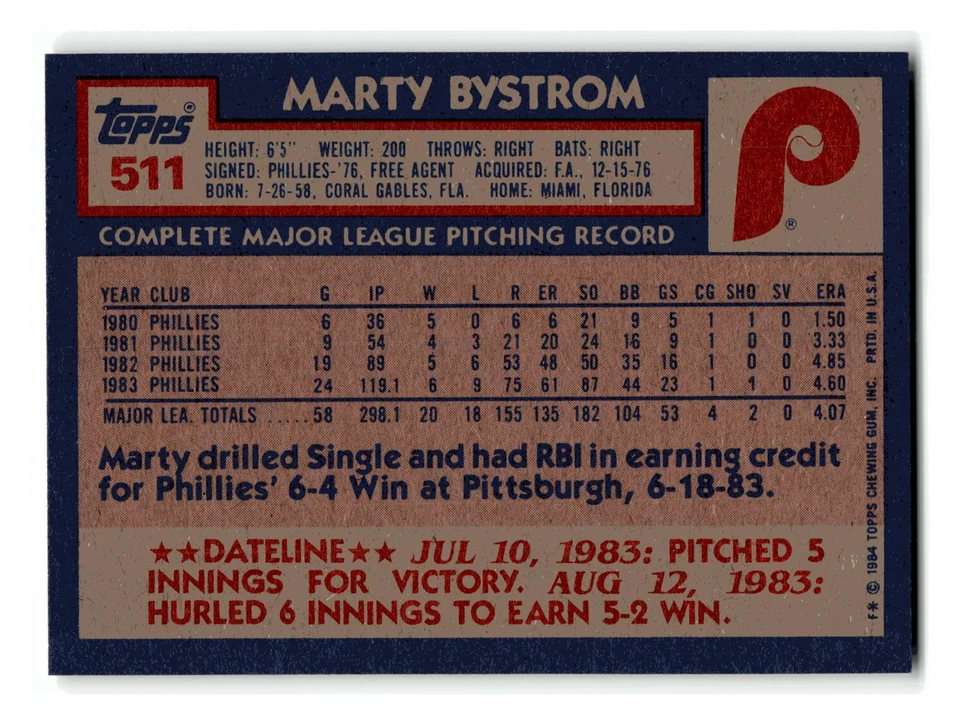 MARTY BYSTROM
Topps®
511
HEIGHT: 6'5" WEIGHT: 200 THROWS: RIGHT BATS: RIGHT
SIGNED: PHILLIES-'76, FREE AGENT ACQUIRED: F.A., 12-15-76
BORN: 7-26-58, CORAL GABLES, FLA. HOME: MIAMI, FLORIDA
P ®
COMPLETE MAJOR LEAGUE PITCHING RECORD
YEAR CLUB G IP W L R ER SO BB GS CG SHO SV ERA
1980 PHILLIES 6 36 5 0 6 6 21 9 5 1 1 0 1.50
1981 PHILLIES 9 54 4 3 21 20 24 16 9 1 0 0 3.33
1982 PHILLIES 19 89 5 6 53 48 50 35 16 1 0 0 4.85
1983 PHILLIES 24 119.1 6 9 75 61 87 44 23 1 1 0 4.60
MAJOR LEA. TOTALS .....58 298.1 20 18 155 135 182 104 53 4 2 0 4.07
Marty drilled Single and had RBI in earning credit
for Phillies' 6-4 Win at Pittsburgh, 6-18-83.
★★DATELINE★★ JUL 10, 1983: PITCHED 5
INNINGS FOR VICTORY. AUG 12, 1983:
HURLED 6 INNINGS TO EARN 5-2 WIN.
F* © 1984 TOPPS CHEWING GUM, INC. PRTD. IN U.S.A.